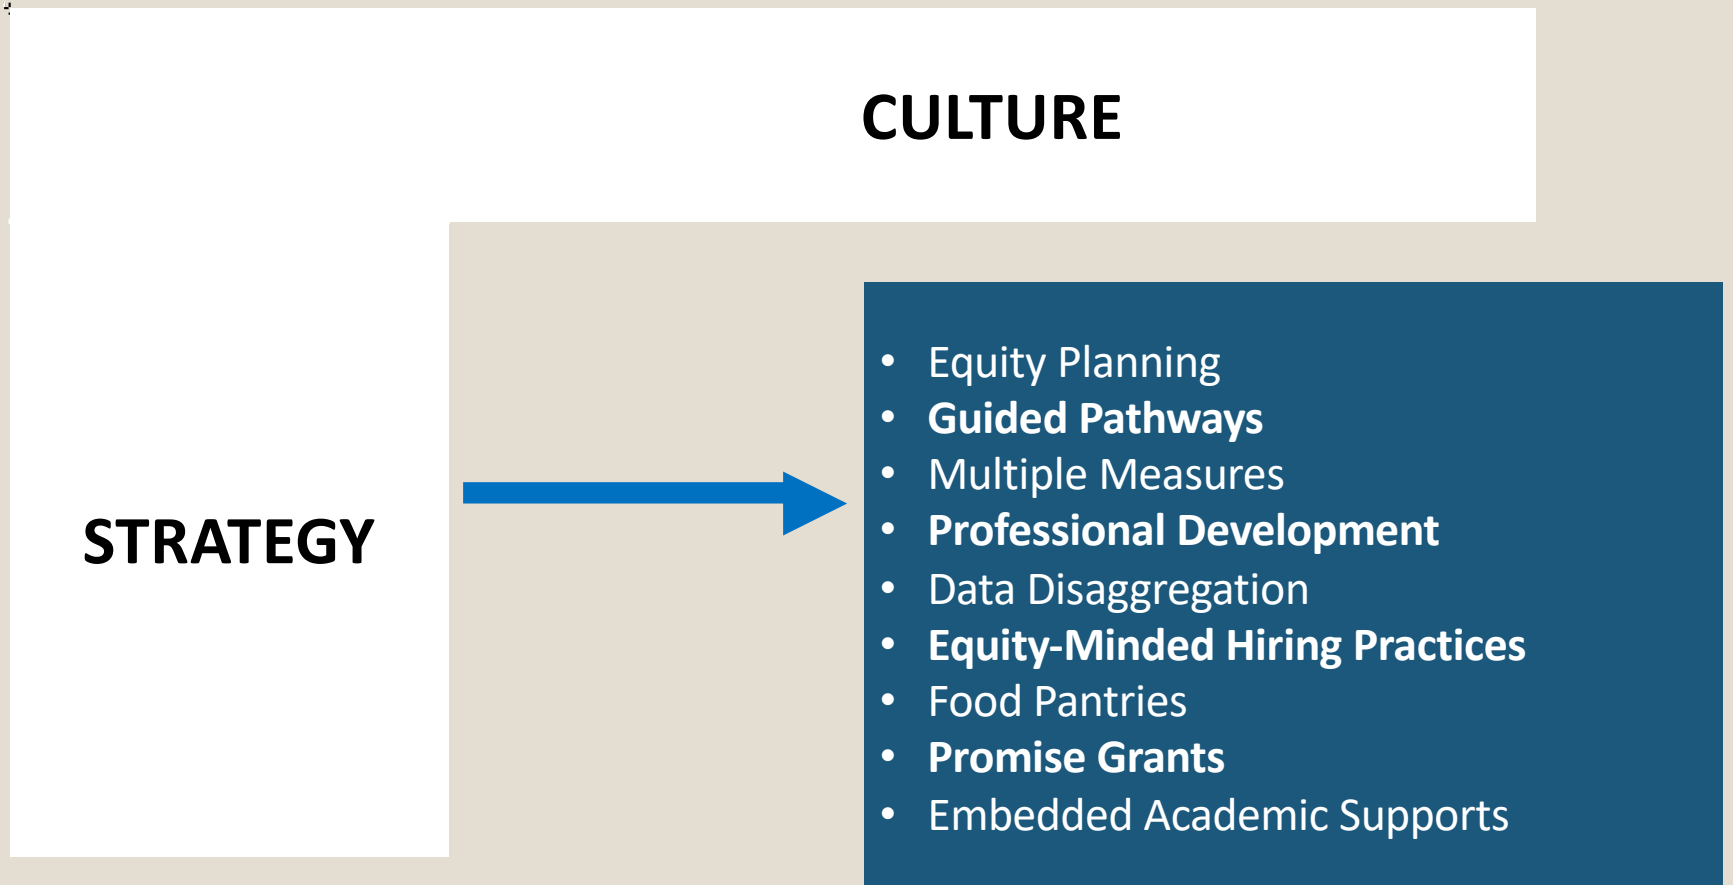 CULTURE
STRATEGY
• Equity Planning
• Guided Pathways
• Multiple Measures
• Professional Development
• Data Disaggregation
• Equity-Minded Hiring Practices
• Food Pantries
• Promise Grants
• Embedded Academic Supports